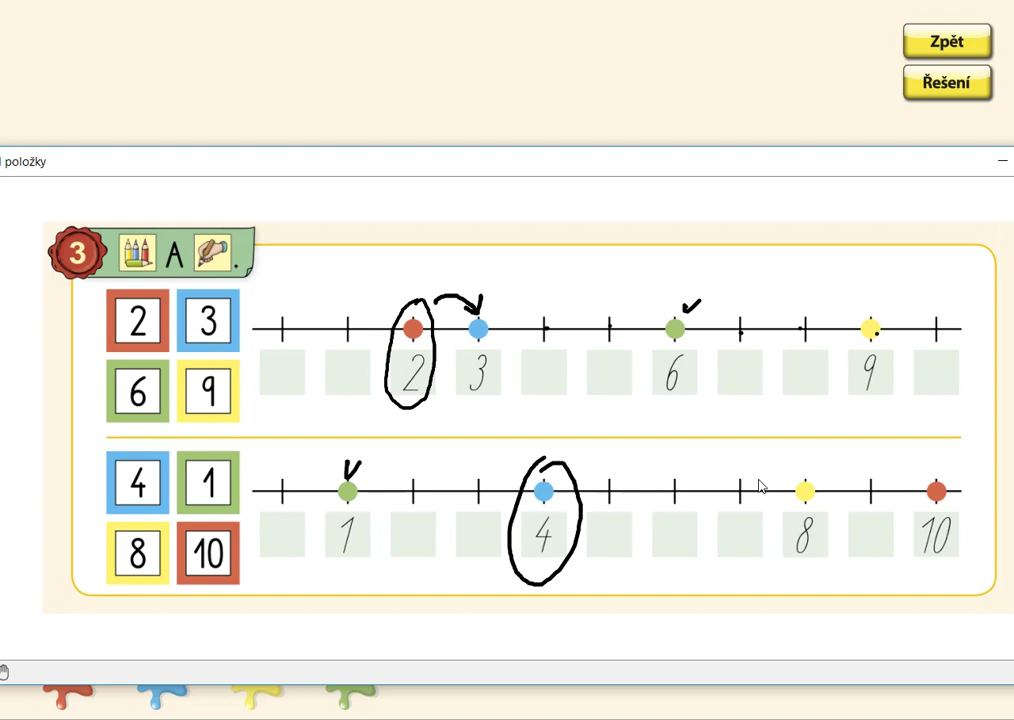 Zpět
Řešení
položky
3 A .
2 3
6 9
2 3 6 9
4 1
8 10
1 4 8 10